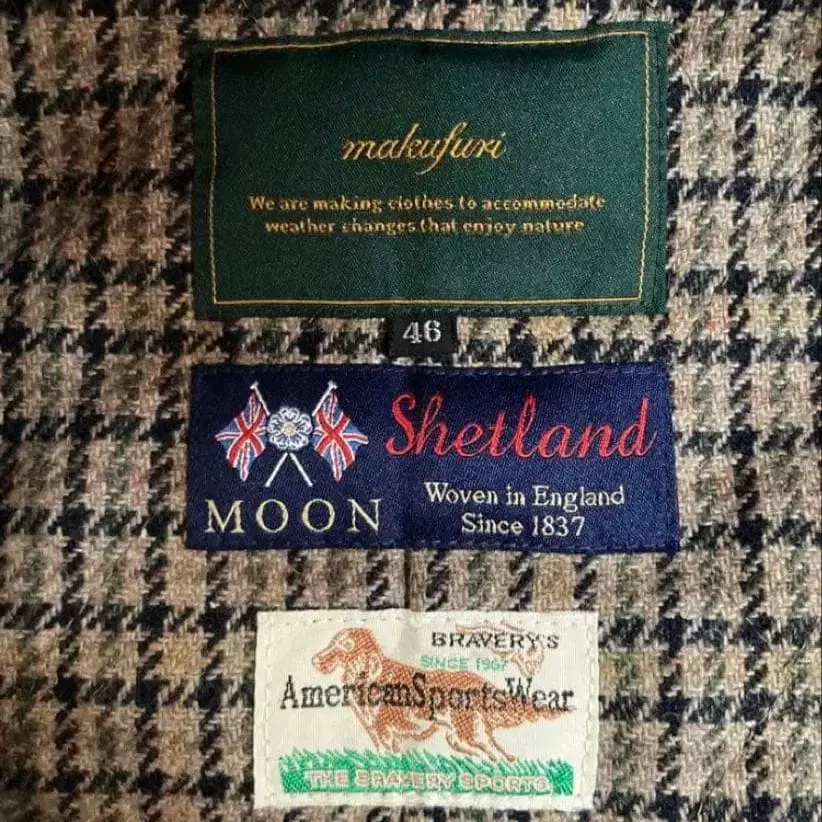 makufuri
We are making clothes to accommodate
weather changes that enjoy nature
46
Shetland
MOON
Woven in England
Since 1837
BRAVERY'S
SINCE 1967
AmericanSportsWear
THE BRAVERY SPORTS